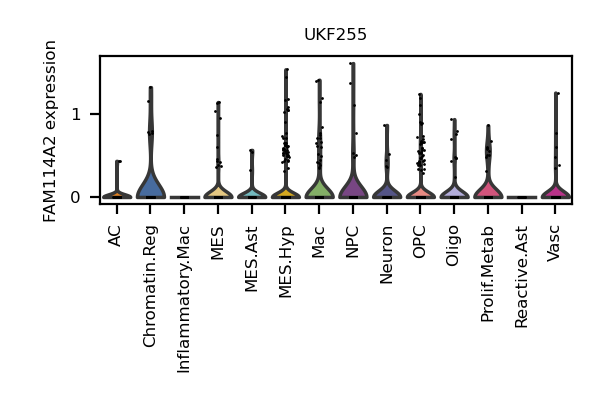 UKF255
FAM114A2 expression
1
0
AC
Chromatin.Reg
Inflammatory.Mac
MES
MES.Ast
MES.Hyp
Mac
NPC
Neuron
OPC
Oligo
Prolif.Metab
Reactive.Ast
Vasc